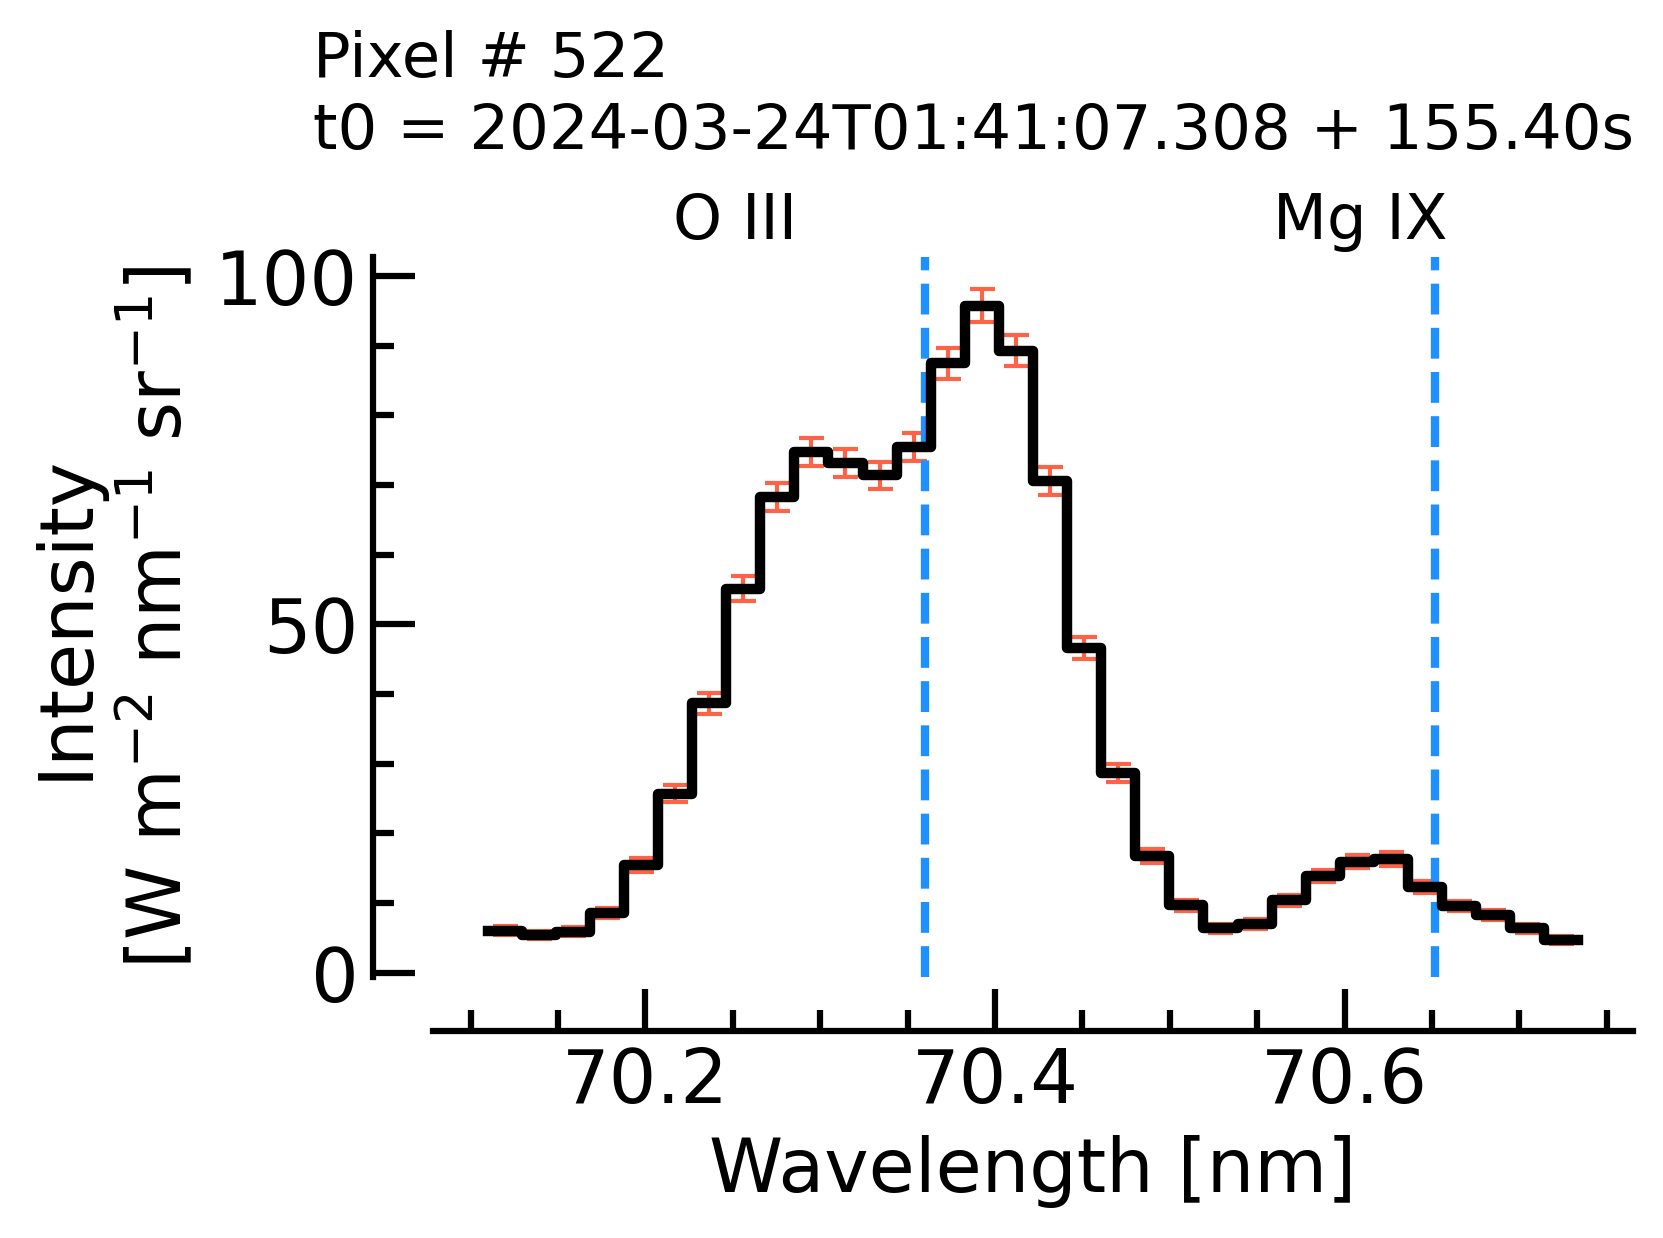 Pixel # 522
t0 = 2024-03-24T01:41:07.308 + 155.40s
O III
Mg IX
100
50
0
Intensity
[W m⁻² nm⁻¹ sr⁻¹]
70.2
70.4
70.6
Wavelength [nm]